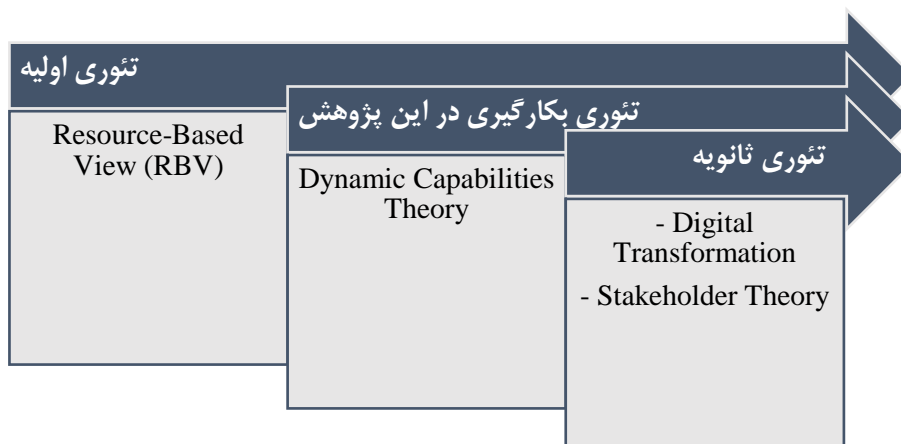 تئوری اولیه
Resource-Based
View (RBV)
تئوری بکارگیری در این پژوهش
Dynamic Capabilities
Theory
تئوری ثانویه
- Digital
Transformation
- Stakeholder Theory